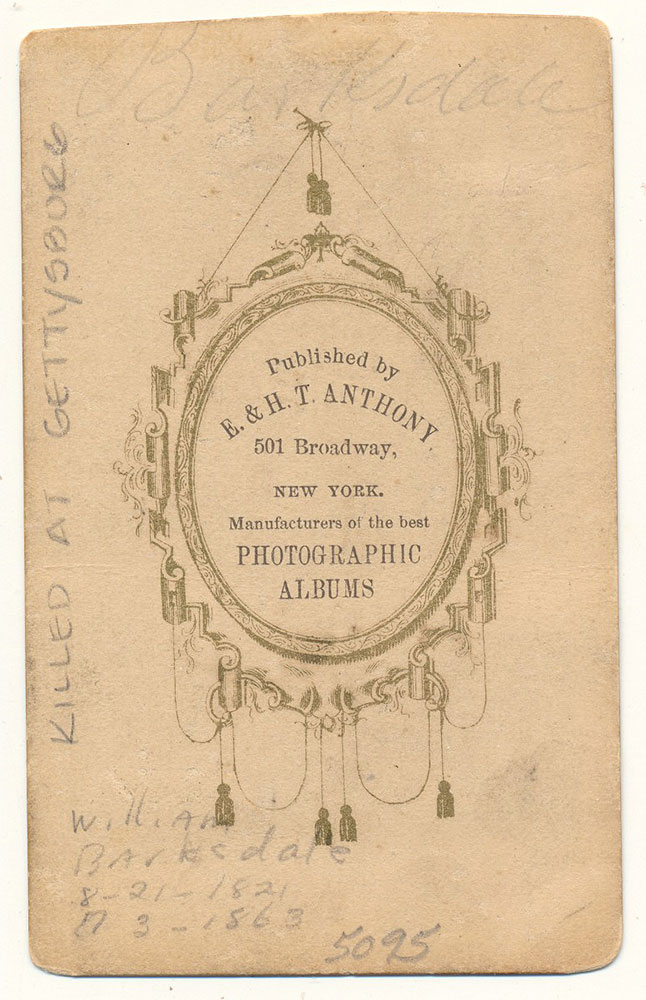 Barksdale
KILLED AT GETTYSBURG
Published by
E. & H. T. ANTHONY
501 Broadway,
NEW YORK.
Manufacturers of the best
PHOTOGRAPHIC
ALBUMS
William
Barksdale
8-21-1821
3-1863
5095